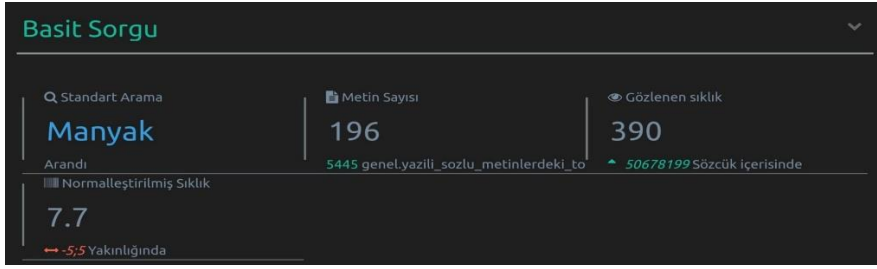 Basit Sorgu
Standart Arama
Manyak
Arandı
Metin Sayısı
196
5445 genel.yazili_sozlu_metinlerdeki_to
Gözlenen sıklık
390
50678199 Sözcük içerisinde
Normalleştirilmiş Sıklık
7.7
-5;5 Yakınlığında